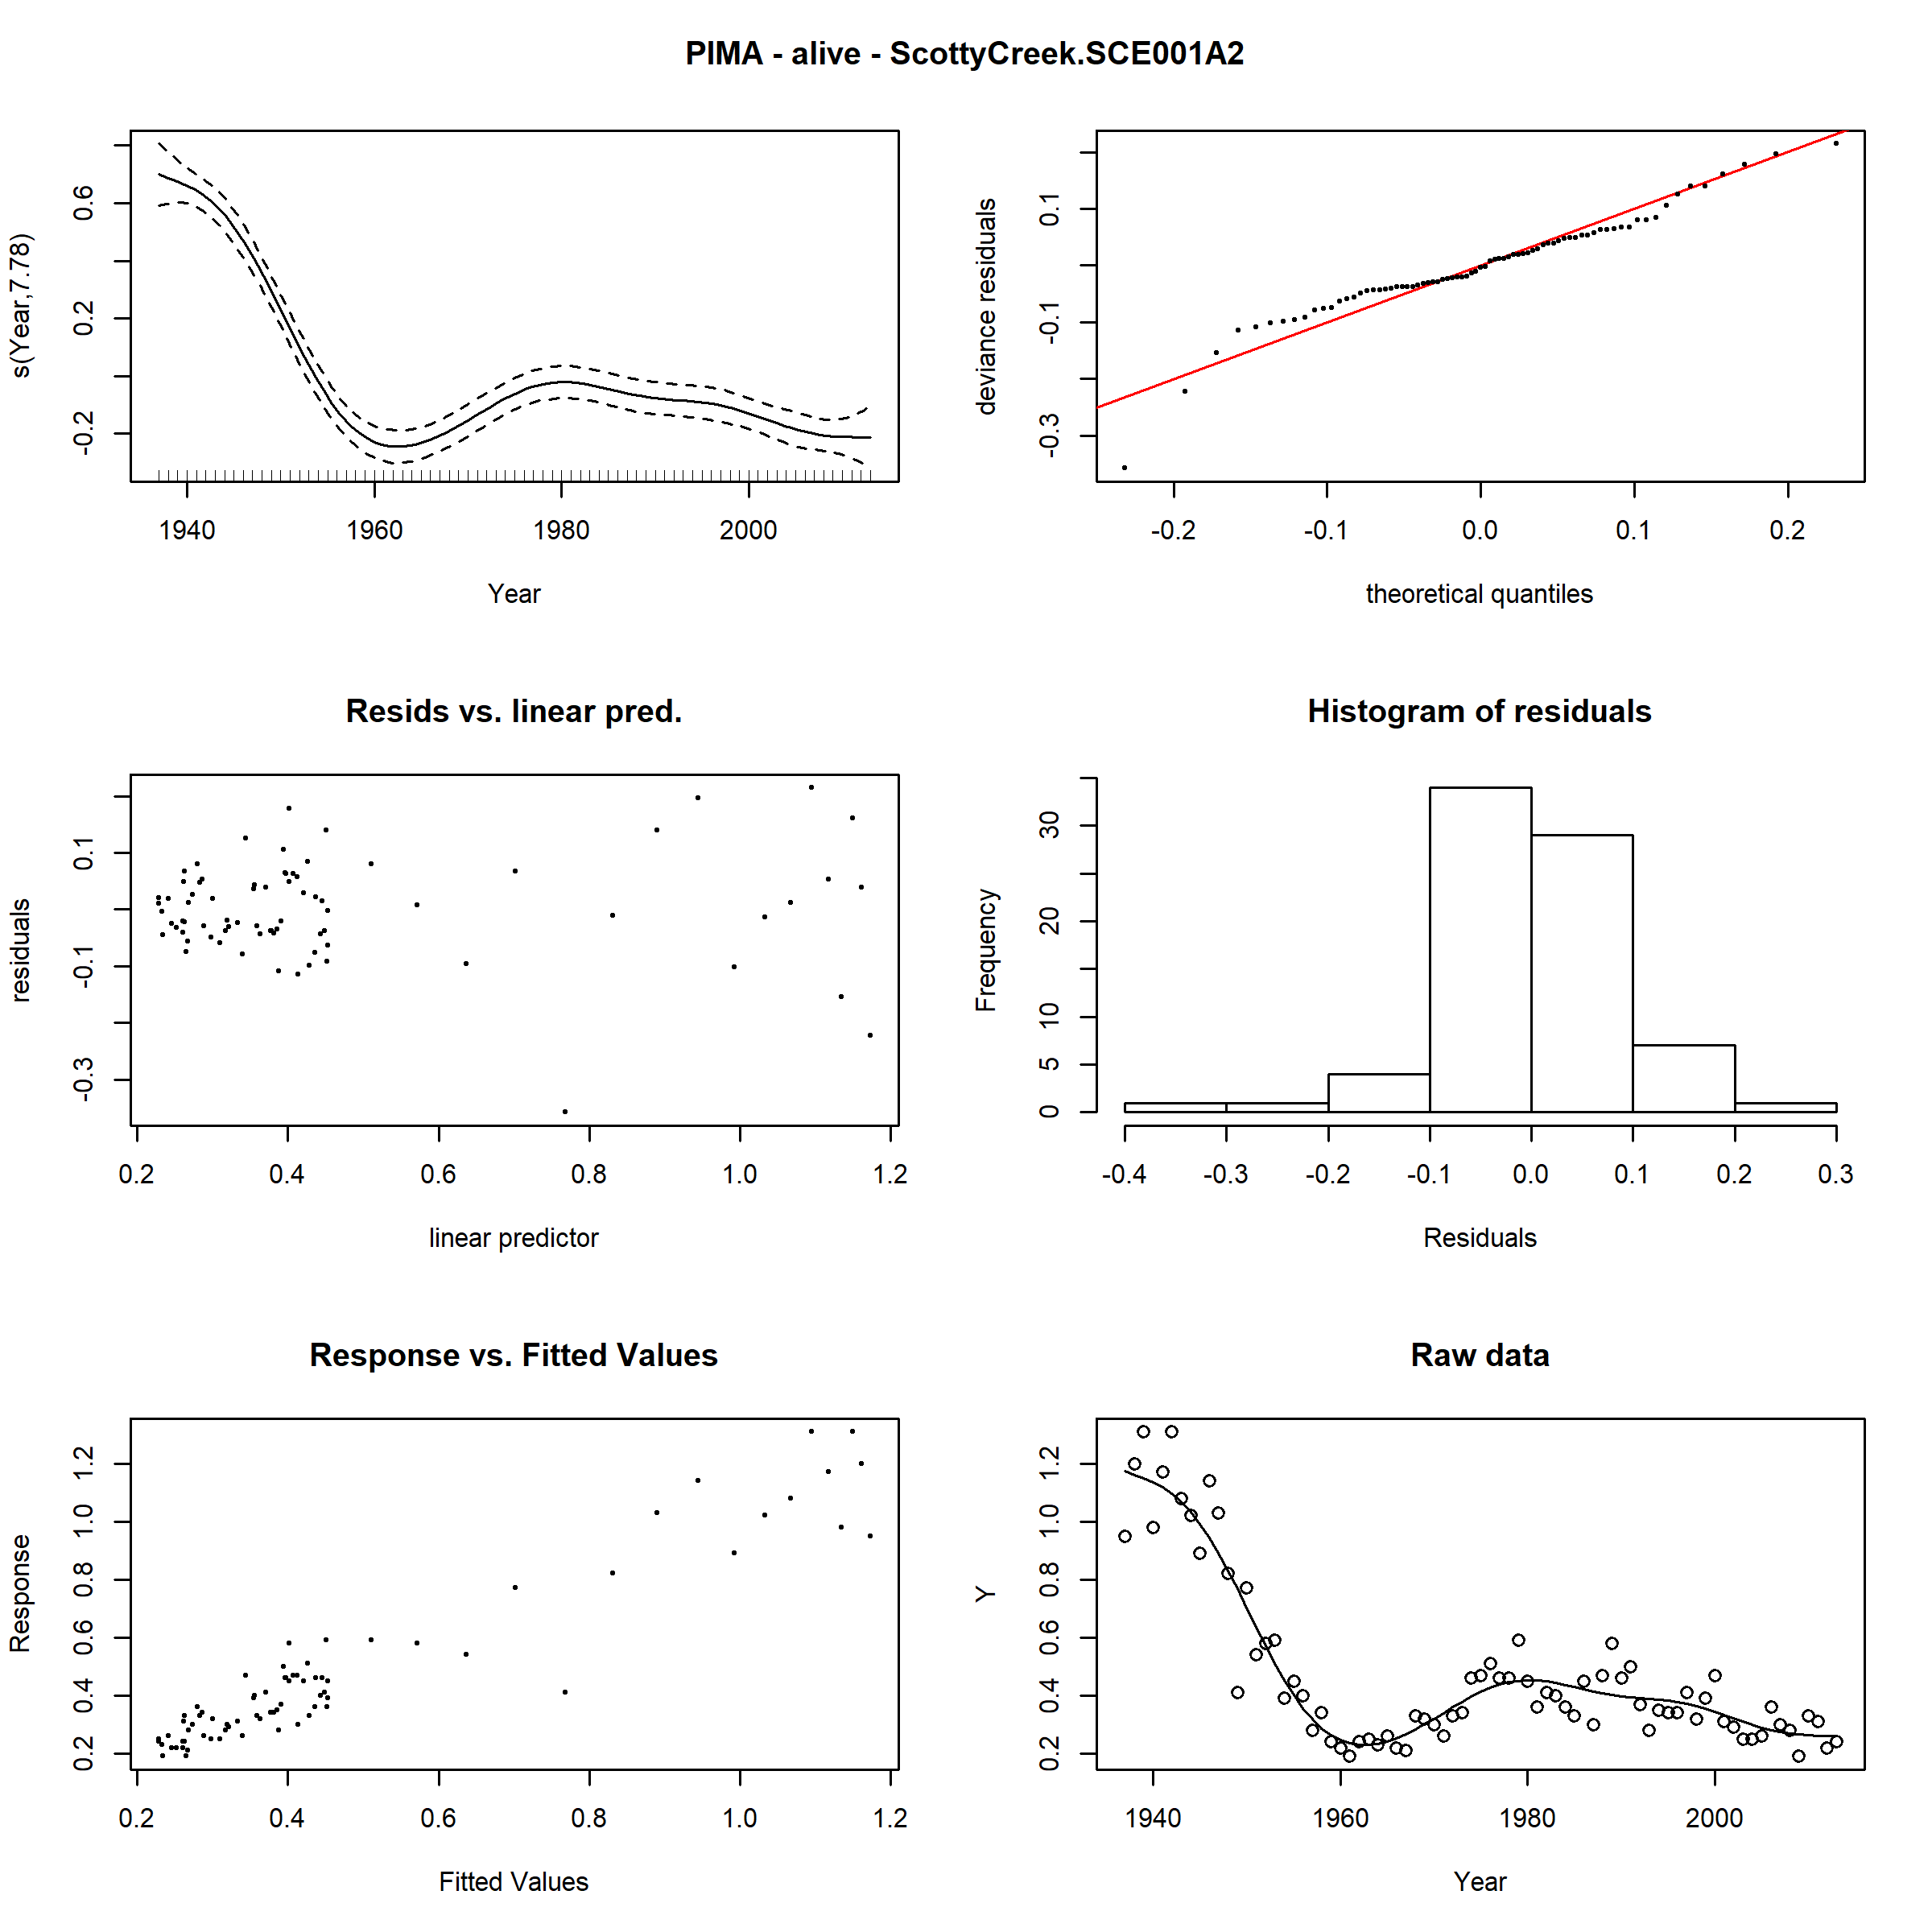 PIMA - alive - ScottyCreek.SCE001A2
s(Year,7.78)
-0.2 0.2 0.6
1940 1960 1980 2000
Year
deviance residuals
-0.3 -0.1 0.1
-0.2 -0.1 0.0 0.1 0.2
theoretical quantiles
Resids vs. linear pred.
residuals
-0.3 -0.1 0.1
0.2 0.4 0.6 0.8 1.0 1.2
linear predictor
Histogram of residuals
Frequency
0 5 10 20 30
-0.4 -0.3 -0.2 -0.1 0.0 0.1 0.2 0.3
Residuals
Response vs. Fitted Values
Response
0.2 0.4 0.6 0.8 1.0 1.2
0.2 0.4 0.6 0.8 1.0 1.2
Fitted Values
Raw data
Y
0.2 0.4 0.6 0.8 1.0 1.2
1940 1960 1980 2000
Year